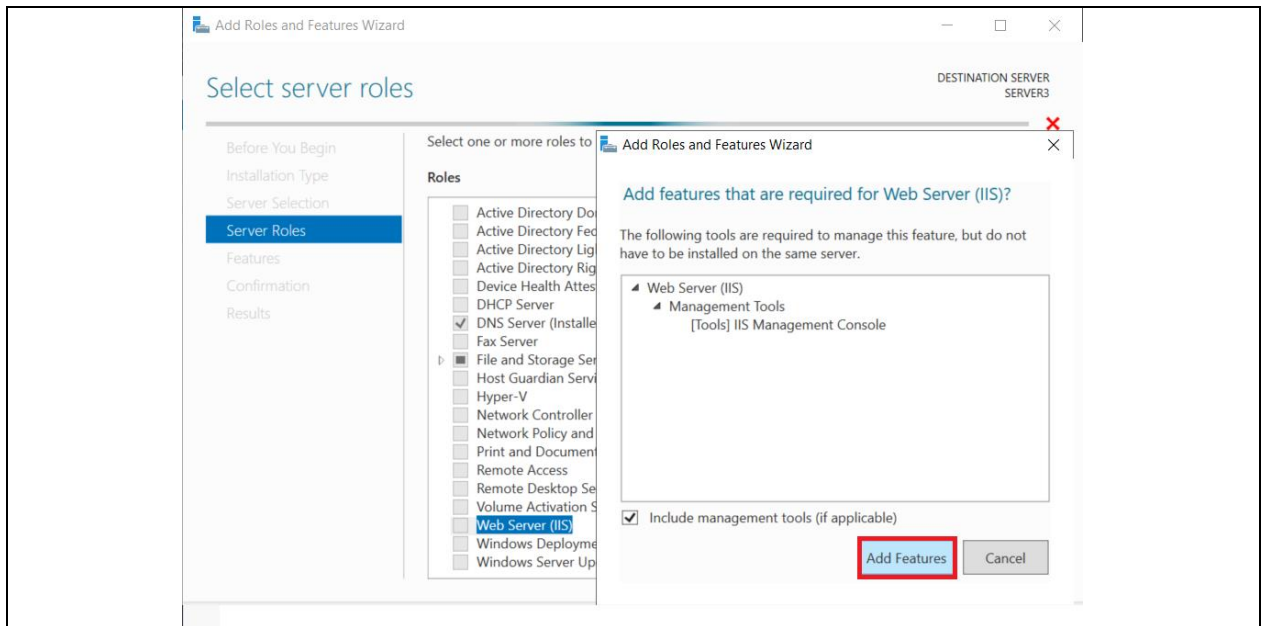 Add Roles and Features Wizard
Select server roles
DESTINATION SERVER
SERVER3
Before You Begin
Installation Type
Server Selection
Server Roles
Features
Confirmation
Results
Select one or more roles to
Roles
Active Directory Do
Active Directory Fed
Active Directory Lig
Active Directory Rig
Device Health Attes
DHCP Server
DNS Server (Installe
Fax Server
File and Storage Ser
Host Guardian Servi
Hyper-V
Network Controller
Network Policy and
Print and Document
Remote Access
Remote Desktop Se
Volume Activation S
Web Server (IIS)
Windows Deployme
Windows Server Up
Add Roles and Features Wizard
Add features that are required for Web Server (IIS)?
The following tools are required to manage this feature, but do not
have to be installed on the same server.
Web Server (IIS)
Management Tools
[Tools] IIS Management Console
Include management tools (if applicable)
Add Features
Cancel